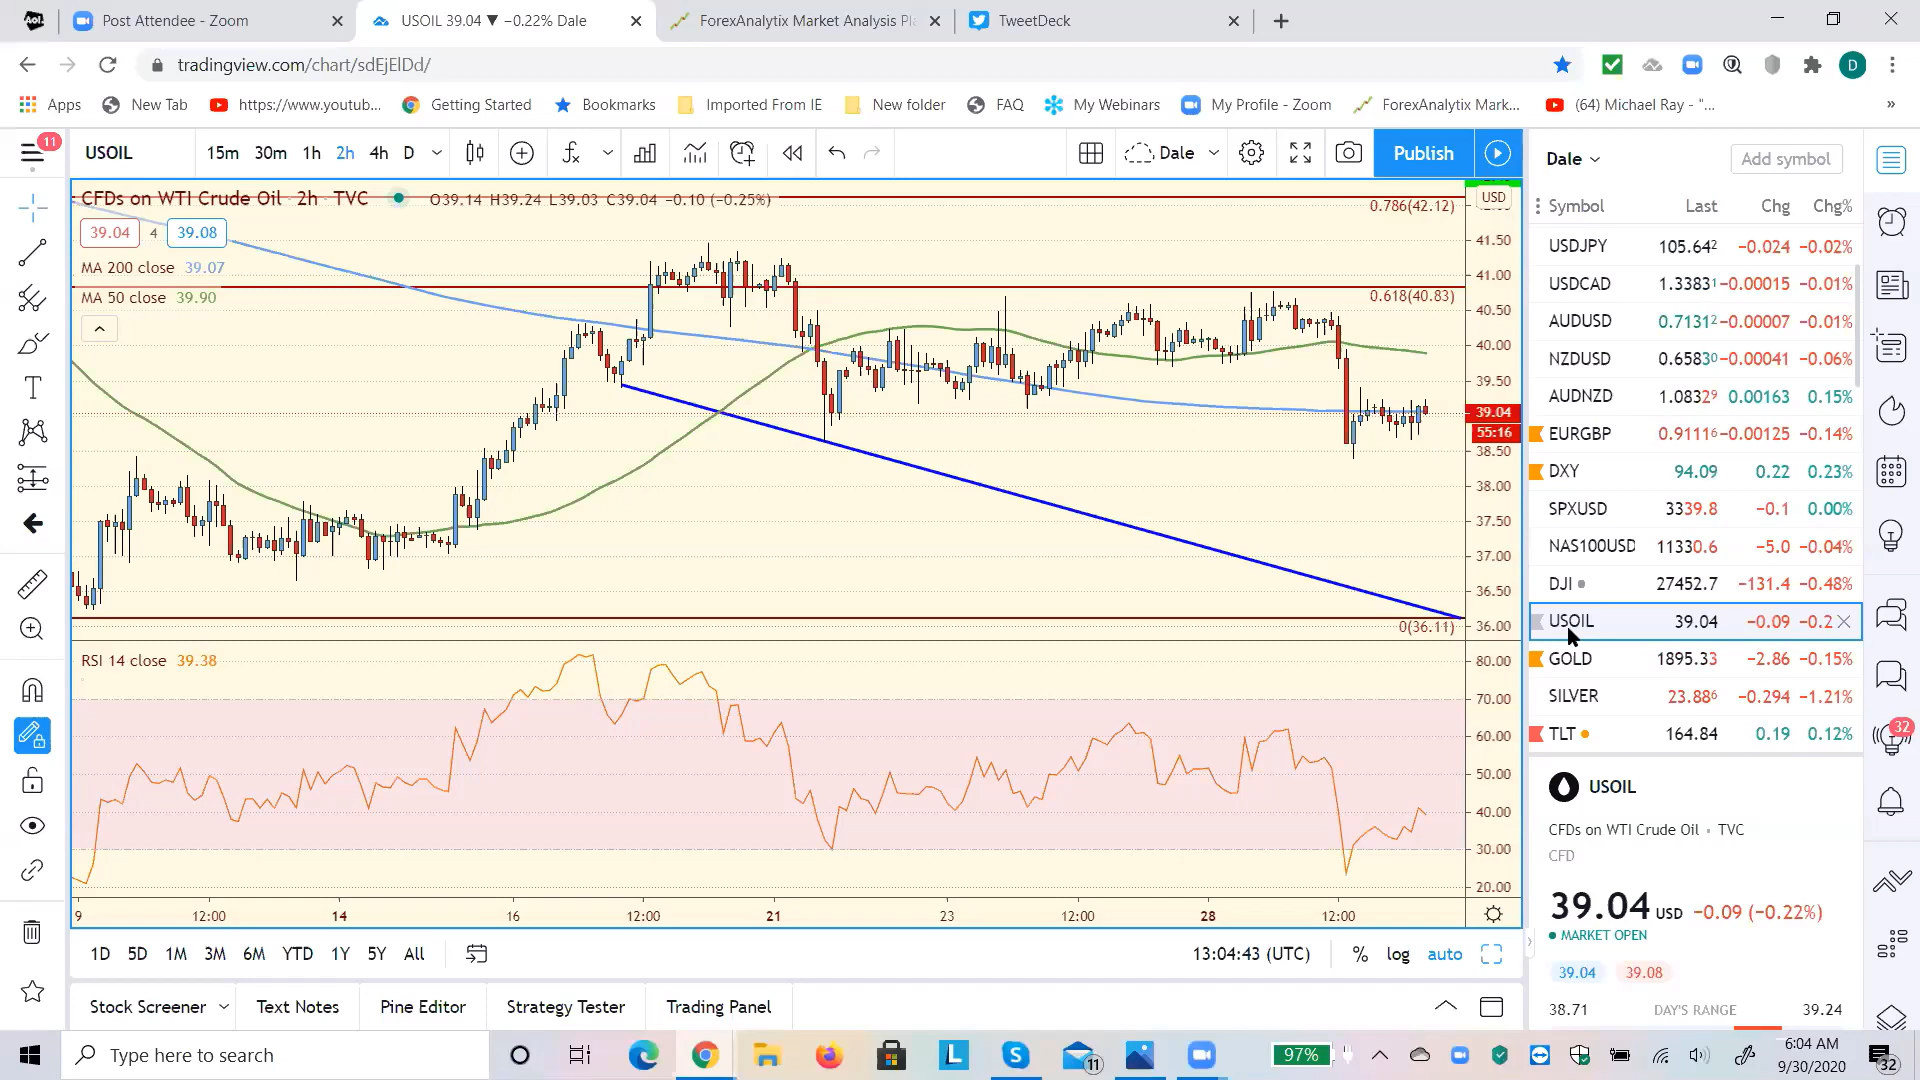 Aol. Post Attendee - Zoom USOIL 39.04 ▼ −0.22% Dale ForexAnalytix Market Analysis Pl TweetDeck
tradingview.com/chart/sdEjElDd/ D
Apps New Tab https://www.youtub... Getting Started Bookmarks Imported From IE New folder FAQ My Webinars My Profile - Zoom ForexAnalytix Mark... (64) Michael Ray - "... »
11 USOIL 15m 30m 1h 2h 4h D Dale Publish
Dale Add symbol
CFDs on WTI Crude Oil · 2h · TVC O39.14 H39.24 L39.03 C39.04 −0.10 (−0.25%)
0.786(42.12) USD
39.04 4 39.08
MA 200 close 39.07
MA 50 close 39.90
0.618(40.83)
0(36.11)
41.50
41.00
40.50
40.00
39.50
39.04
55:16
38.50
38.00
37.50
37.00
36.50
36.00
RSI 14 close 39.38
80.00
70.00
60.00
50.00
40.00
30.00
20.00
9 12:00 14 16 12:00 21 23 12:00 28 12:00
1D 5D 1M 3M 6M YTD 1Y 5Y All 13:04:43 (UTC) % log auto
Stock Screener Text Notes Pine Editor Strategy Tester Trading Panel
Symbol Last Chg Chg%
USDJPY 105.642 −0.024 −0.02%
USDCAD 1.33831 −0.00015 −0.01%
AUDUSD 0.71312 −0.00007 −0.01%
NZDUSD 0.65830 −0.00041 −0.06%
AUDNZD 1.08329 0.00163 0.15%
EURGBP 0.91116 −0.00125 −0.14%
DXY 94.09 0.22 0.23%
SPXUSD 3339.8 −0.1 0.00%
NAS100USD 11330.6 −5.0 −0.04%
DJI 27452.7 −131.4 −0.48%
USOIL 39.04 −0.09 −0.2
GOLD 1895.33 −2.86 −0.15%
SILVER 23.886 −0.294 −1.21%
TLT 164.84 0.19 0.12%
32
USOIL
CFDs on WTI Crude Oil • TVC
CFD
39.04 USD −0.09 (−0.22%)
MARKET OPEN
39.04 39.08
38.71 DAY'S RANGE 39.24
Type here to search L S 11 97% 6:04 AM
9/30/2020 32